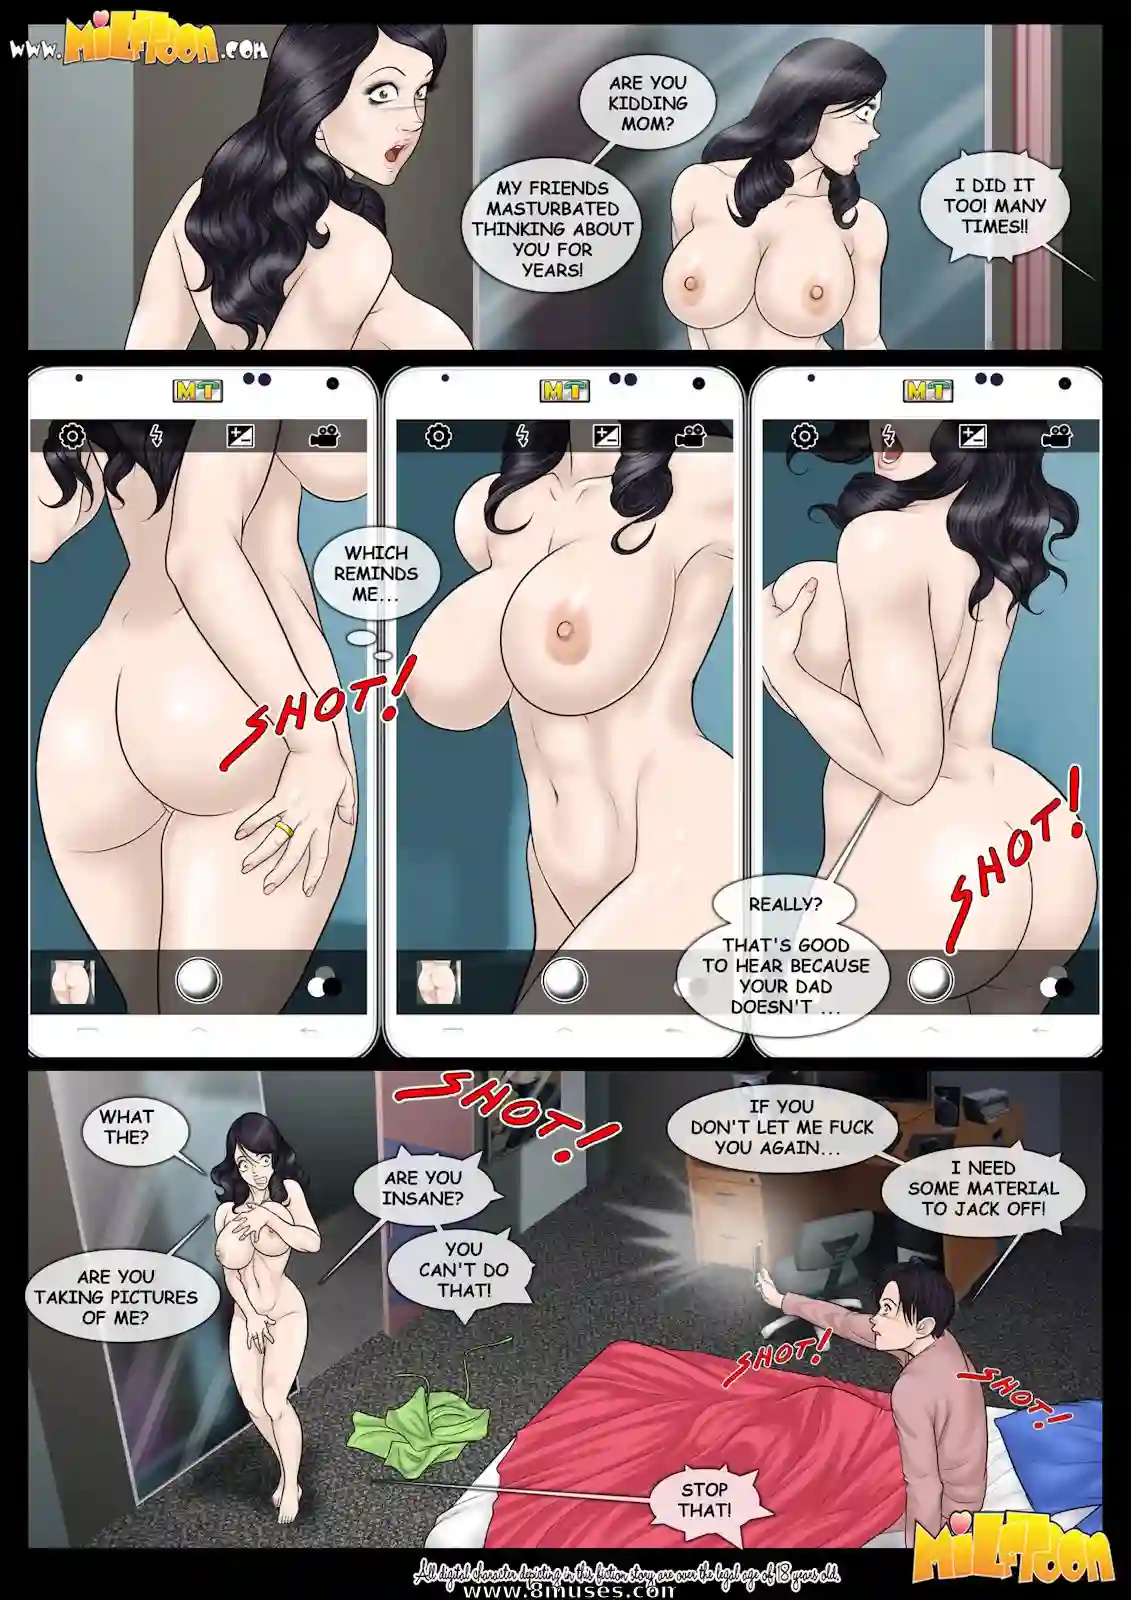 www.MILFTOON.COM
ARE YOU
KIDDING
MOM?
MY FRIENDS
MASTURBATED
THINKING ABOUT
YOU FOR
YEARS!
I DID IT
TOO! MANY
TIMES!!
MT
MT
MT
WHICH
REMINDS
ME...
SHOT!
SHOT!
REALLY?
THAT'S GOOD
TO HEAR BECAUSE
YOUR DAD
DOESN'T ...
SHOT!
WHAT
THE?
ARE YOU
TAKING PICTURES
OF ME?
ARE YOU
INSANE?
YOU
CAN'T DO
THAT!
IF YOU
DON'T LET ME FUCK
YOU AGAIN...
I NEED
SOME MATERIAL
TO JACK OFF!
SHOT!
SHOT!
STOP
THAT!
MILFTOON
All digital character depisting in this fiction story are over the legal age of 18 years old.
www.8muses.com